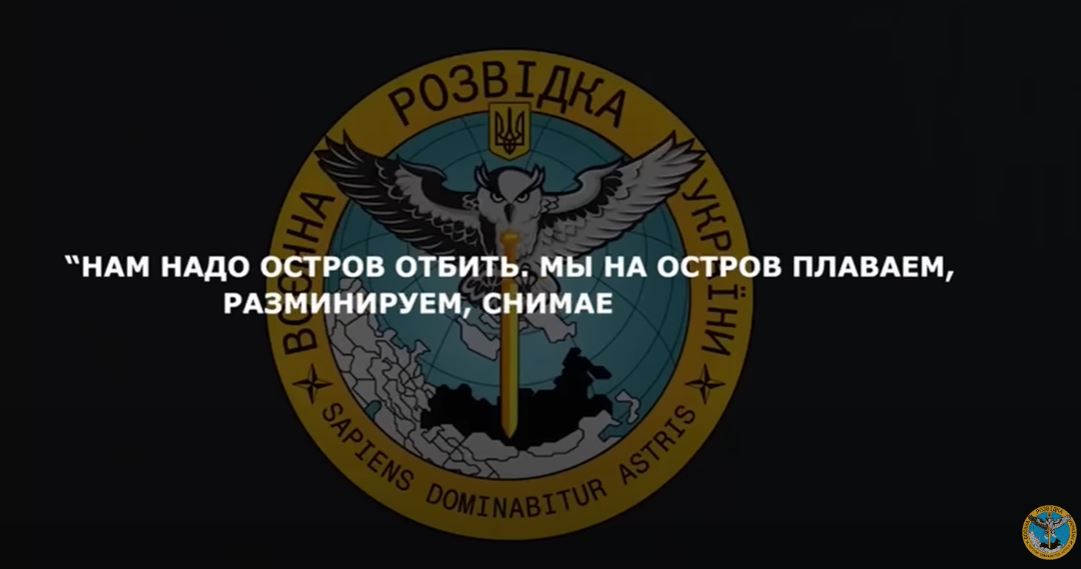 РОЗВІДКА
ВОЄННА
УКРАЇНИ
“НАМ НАДО ОСТРОВ ОТБИТЬ. МЫ НА ОСТРОВ ПЛАВАЕМ,
РАЗМИНИРУЕМ, СНИМАЕ
SAPIENS DOMINABITUR ASTRIS